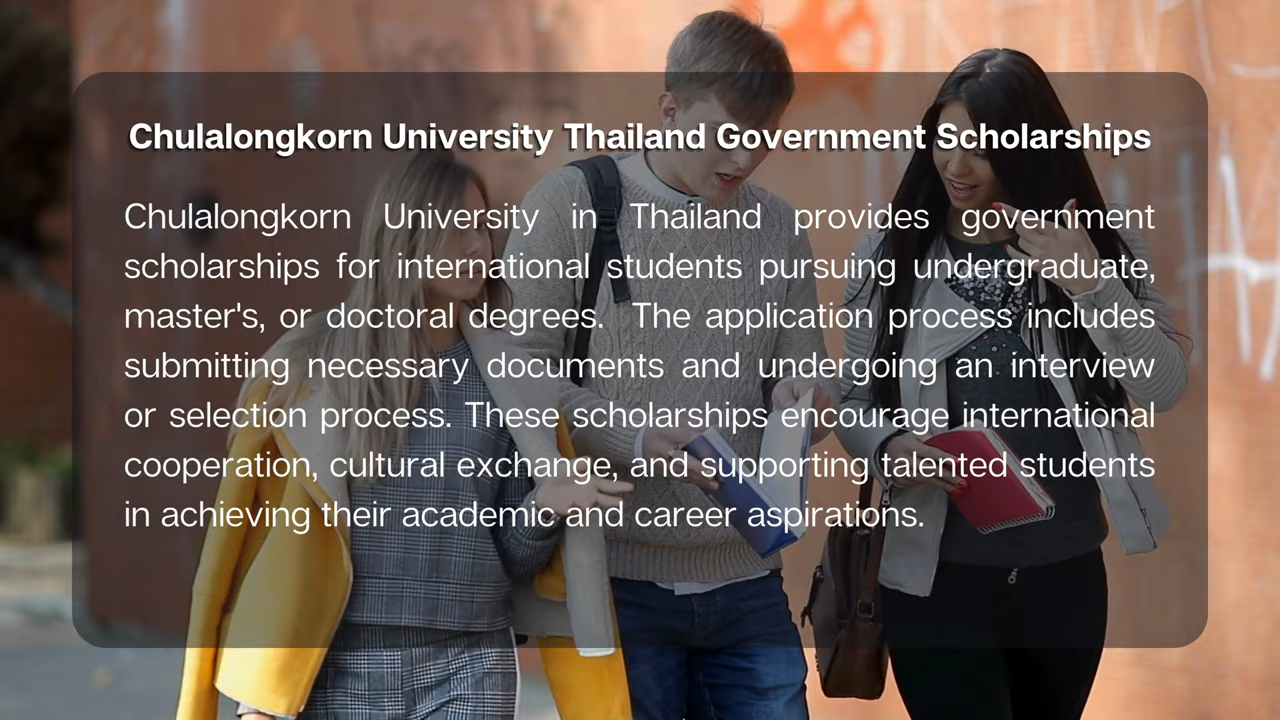 Chulalongkorn University Thailand Government Scholarships
Chulalongkorn University in Thailand provides government
scholarships for international students pursuing undergraduate,
master's, or doctoral degrees. The application process includes
submitting necessary documents and undergoing an interview
or selection process. These scholarships encourage international
cooperation, cultural exchange, and supporting talented students
in achieving their academic and career aspirations.